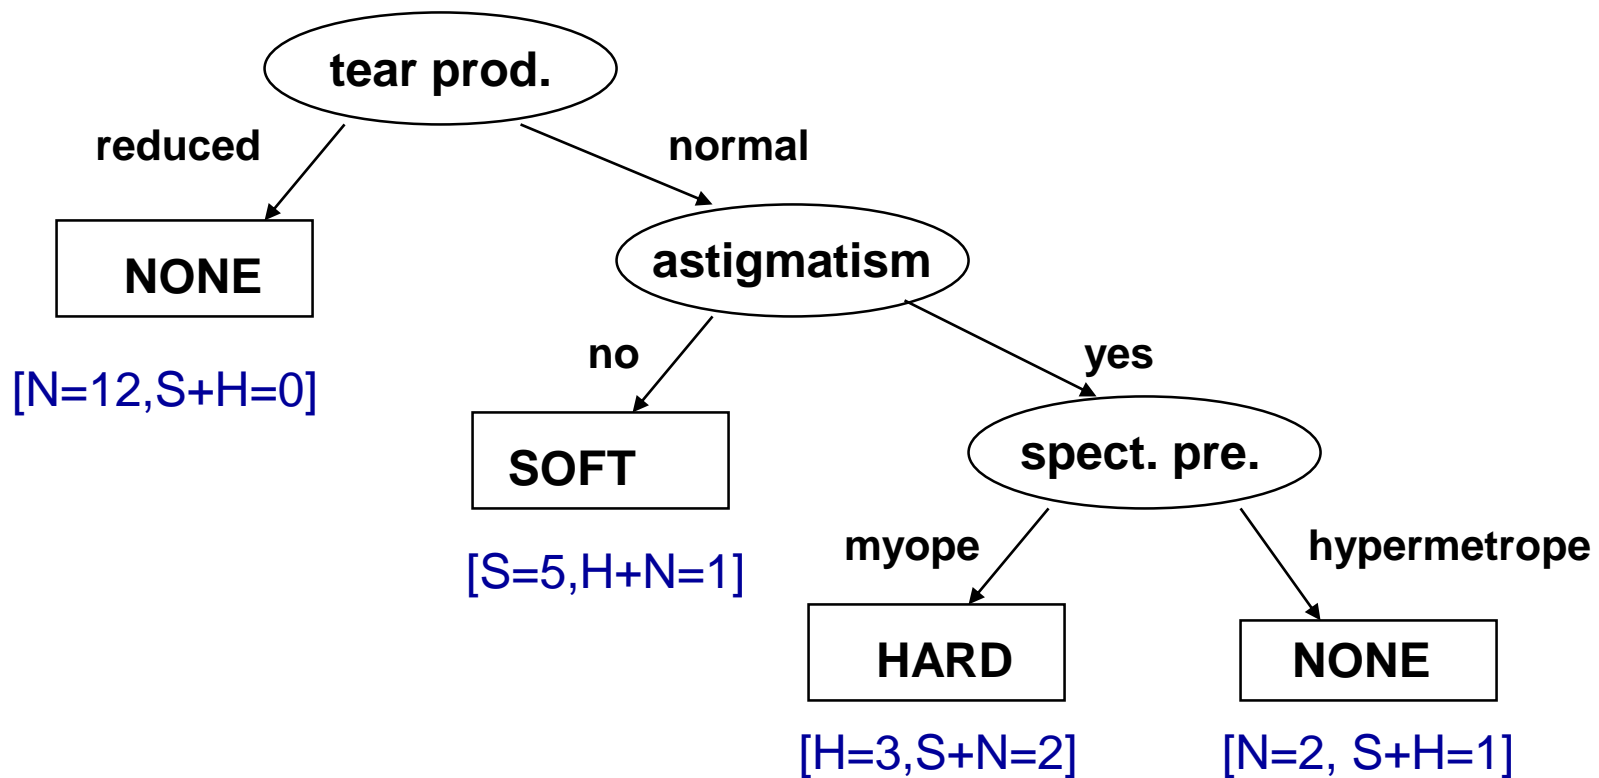 tear prod.
reduced
normal
NONE
astigmatism
[N=12,S+H=0]
no
yes
SOFT
spect. pre.
[S=5,H+N=1]
myope
hypermetrope
HARD
NONE
[H=3,S+N=2]
[N=2, S+H=1]